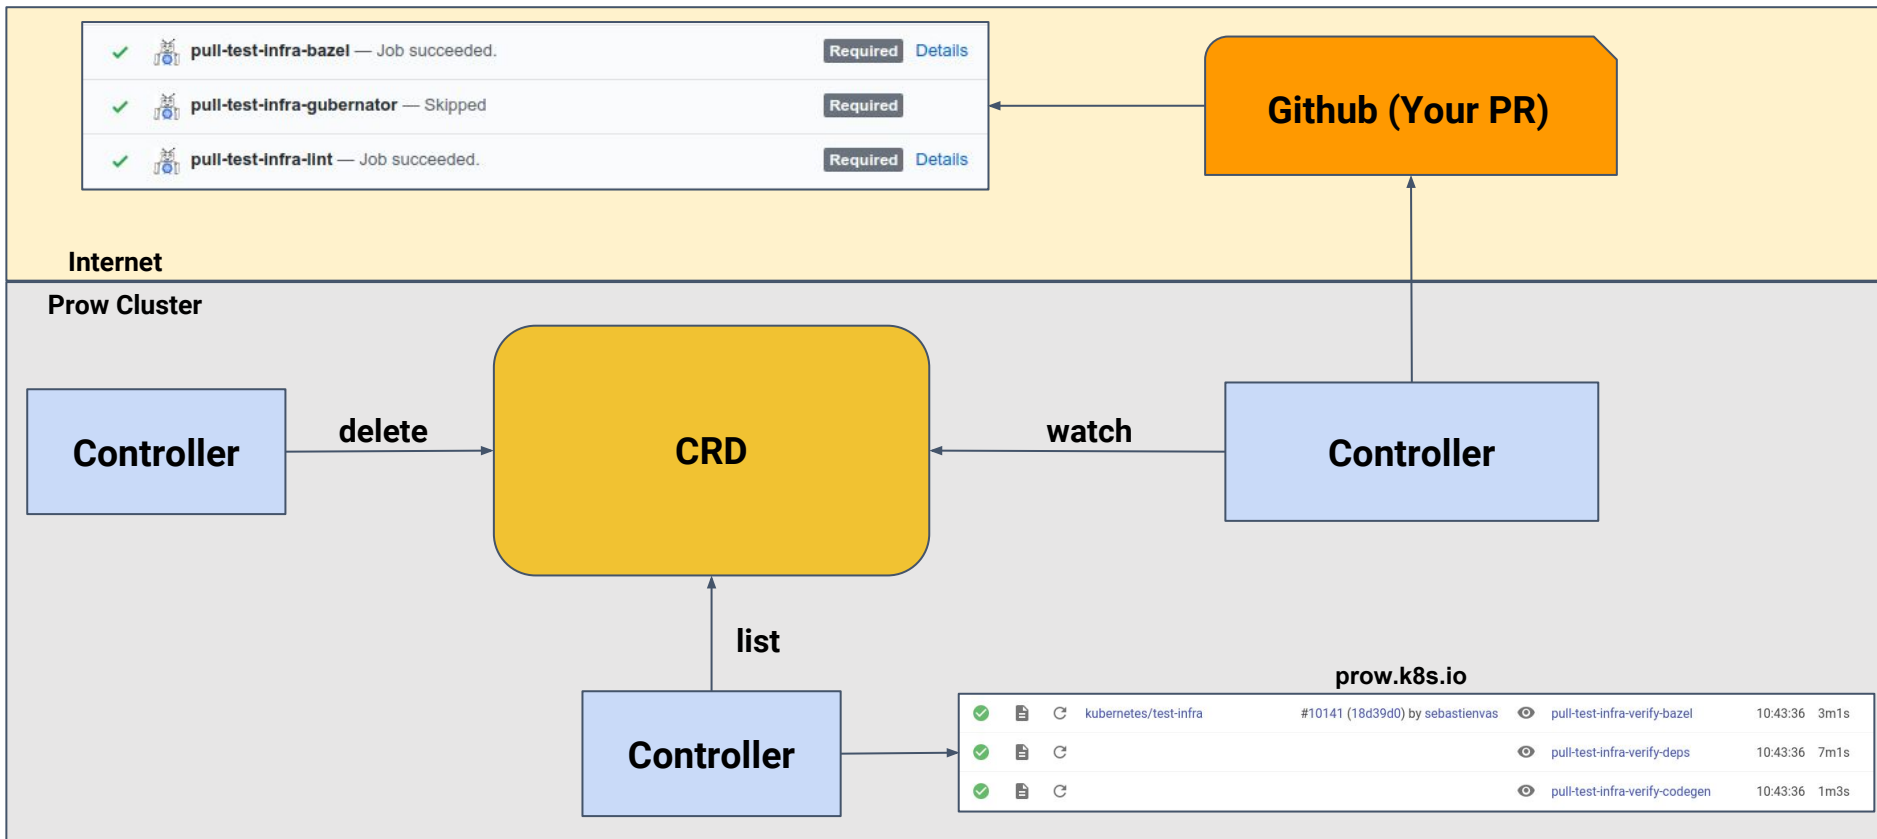 pull-test-infra-bazel — Job succeeded. Required Details
pull-test-infra-gubernator — Skipped Required
pull-test-infra-lint — Job succeeded. Required Details
Github (Your PR)
Internet
Prow Cluster
Controller
delete
CRD
watch
Controller
list
Controller
prow.k8s.io
kubernetes/test-infra #10141 (18d39d0) by sebastienvas pull-test-infra-verify-bazel 10:43:36 3m1s
pull-test-infra-verify-deps 10:43:36 7m1s
pull-test-infra-verify-codegen 10:43:36 1m3s